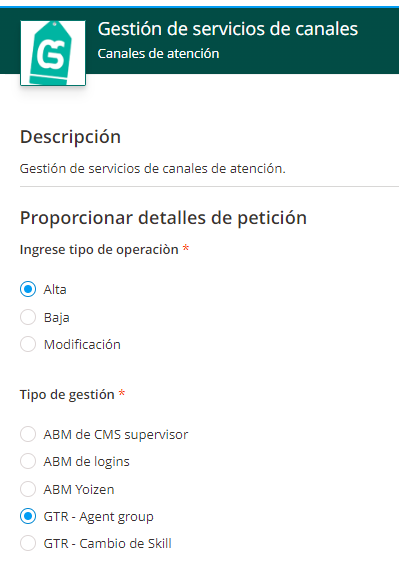 Gestión de servicios de canales
Canales de atención
Descripción
Gestión de servicios de canales de atención.
Proporcionar detalles de petición
Ingrese tipo de operaciòn *
Alta
Baja
Modificación
Tipo de gestión *
ABM de CMS supervisor
ABM de logins
ABM Yoizen
GTR - Agent group
GTR - Cambio de Skill